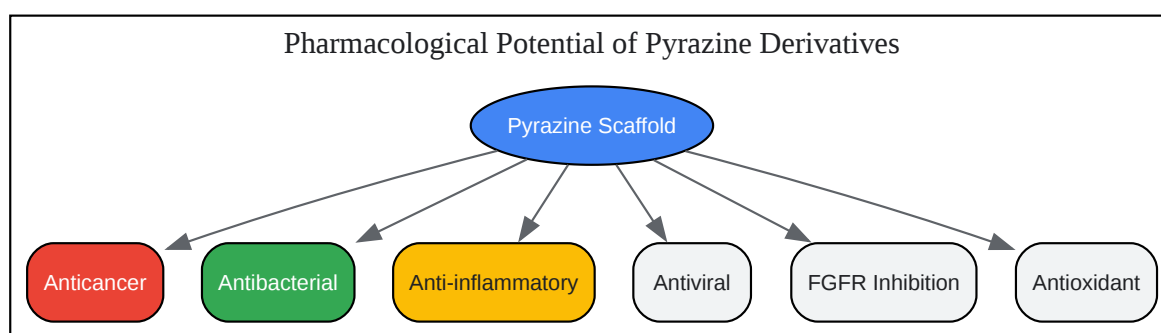 Pharmacological Potential of Pyrazine Derivatives
Pyrazine Scaffold
Anticancer
Antibacterial
Anti-inflammatory
Antiviral
FGFR Inhibition
Antioxidant